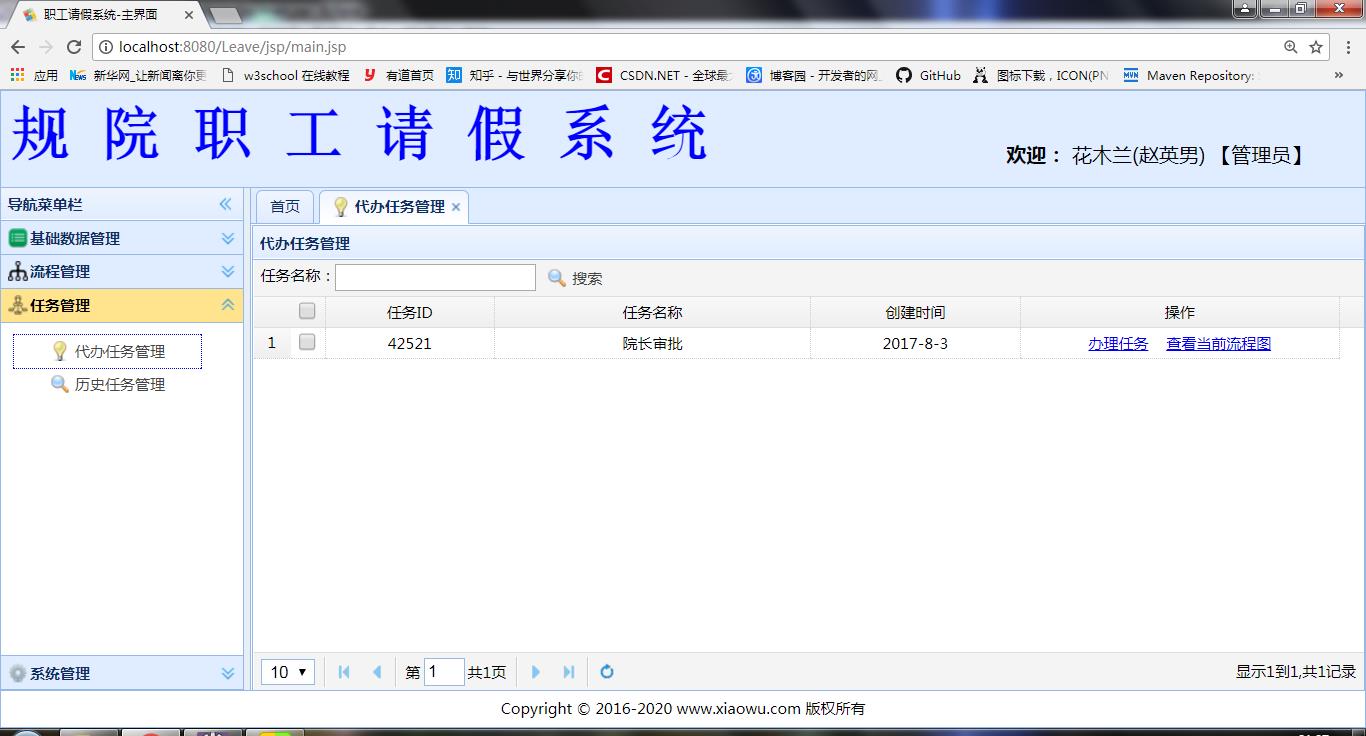 职工请假系统-主界面
localhost:8080/Leave/jsp/main.jsp
应用 新华网_让新闻离你更 w3school 在线教程 有道首页 知乎 - 与世界分享你 CSDN.NET - 全球最 博客园 - 开发者的网 GitHub 图标下载，ICON(PN Maven Repository: »
规院职工请假系统
欢迎： 花木兰(赵英男) 【管理员】
导航菜单栏
首页 代办任务管理
基础数据管理
代办任务管理
流程管理
任务名称： 搜索
任务管理
任务ID 任务名称 创建时间 操作
1 42521 院长审批 2017-8-3 办理任务 查看当前流程图
代办任务管理
历史任务管理
系统管理
10 第 1 共1页 显示1到1,共1记录
Copyright © 2016-2020 www.xiaowu.com 版权所有